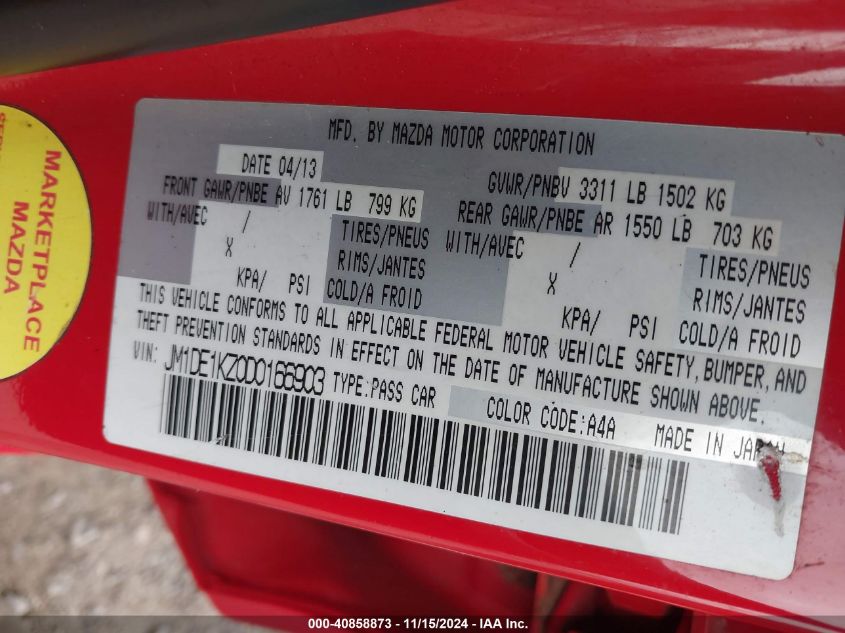 MFD. BY MAZDA MOTOR CORPORATION
DATE 04/13
GVWR/PNBV 3311 LB 1502 KG
FRONT GAWR/PNBE AV 1761 LB 799 KG
REAR GAWR/PNBE AR 1550 LB 703 KG
WITH/AVEC / TIRES/PNEUS
X RIMS/JANTES
KPA/ PSI COLD/A FROID
WITH/AVEC / TIRES/PNEUS
X RIMS/JANTES
KPA/ PSI COLD/A FROID
THIS VEHICLE CONFORMS TO ALL APPLICABLE FEDERAL MOTOR VEHICLE SAFETY, BUMPER, AND
THEFT PREVENTION STANDARDS IN EFFECT ON THE DATE OF MANUFACTURE SHOWN ABOVE.
VIN: JM1DE1KZ0D0166903 TYPE:PASS CAR
COLOR CODE:A4A MADE IN JAPAN
MARKETPLACE
MAZDA
000-40858873 - 11/15/2024 - IAA Inc.